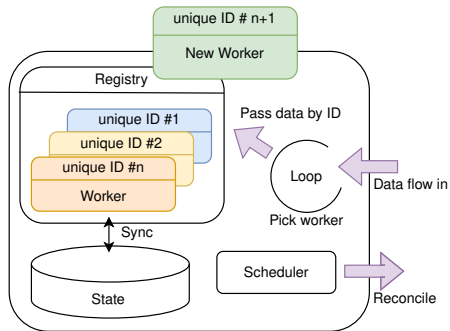 unique ID # n+1
New Worker
Registry
unique ID #1
unique ID #2
unique ID #n
Worker
Pass data by ID
Loop
Data flow in
Pick worker
Sync
Scheduler
State
Reconcile